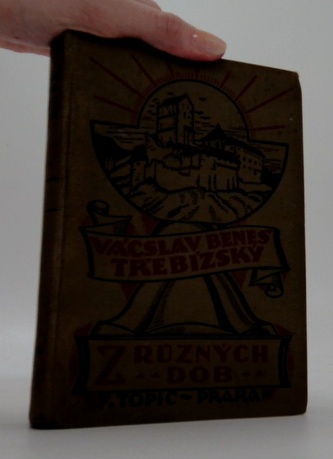 VÁCSLAV BENEŠ
TŘEBÍZSKÝ
Z RŮZNÝCH
DOB
F. TOPIČ - PRAHA